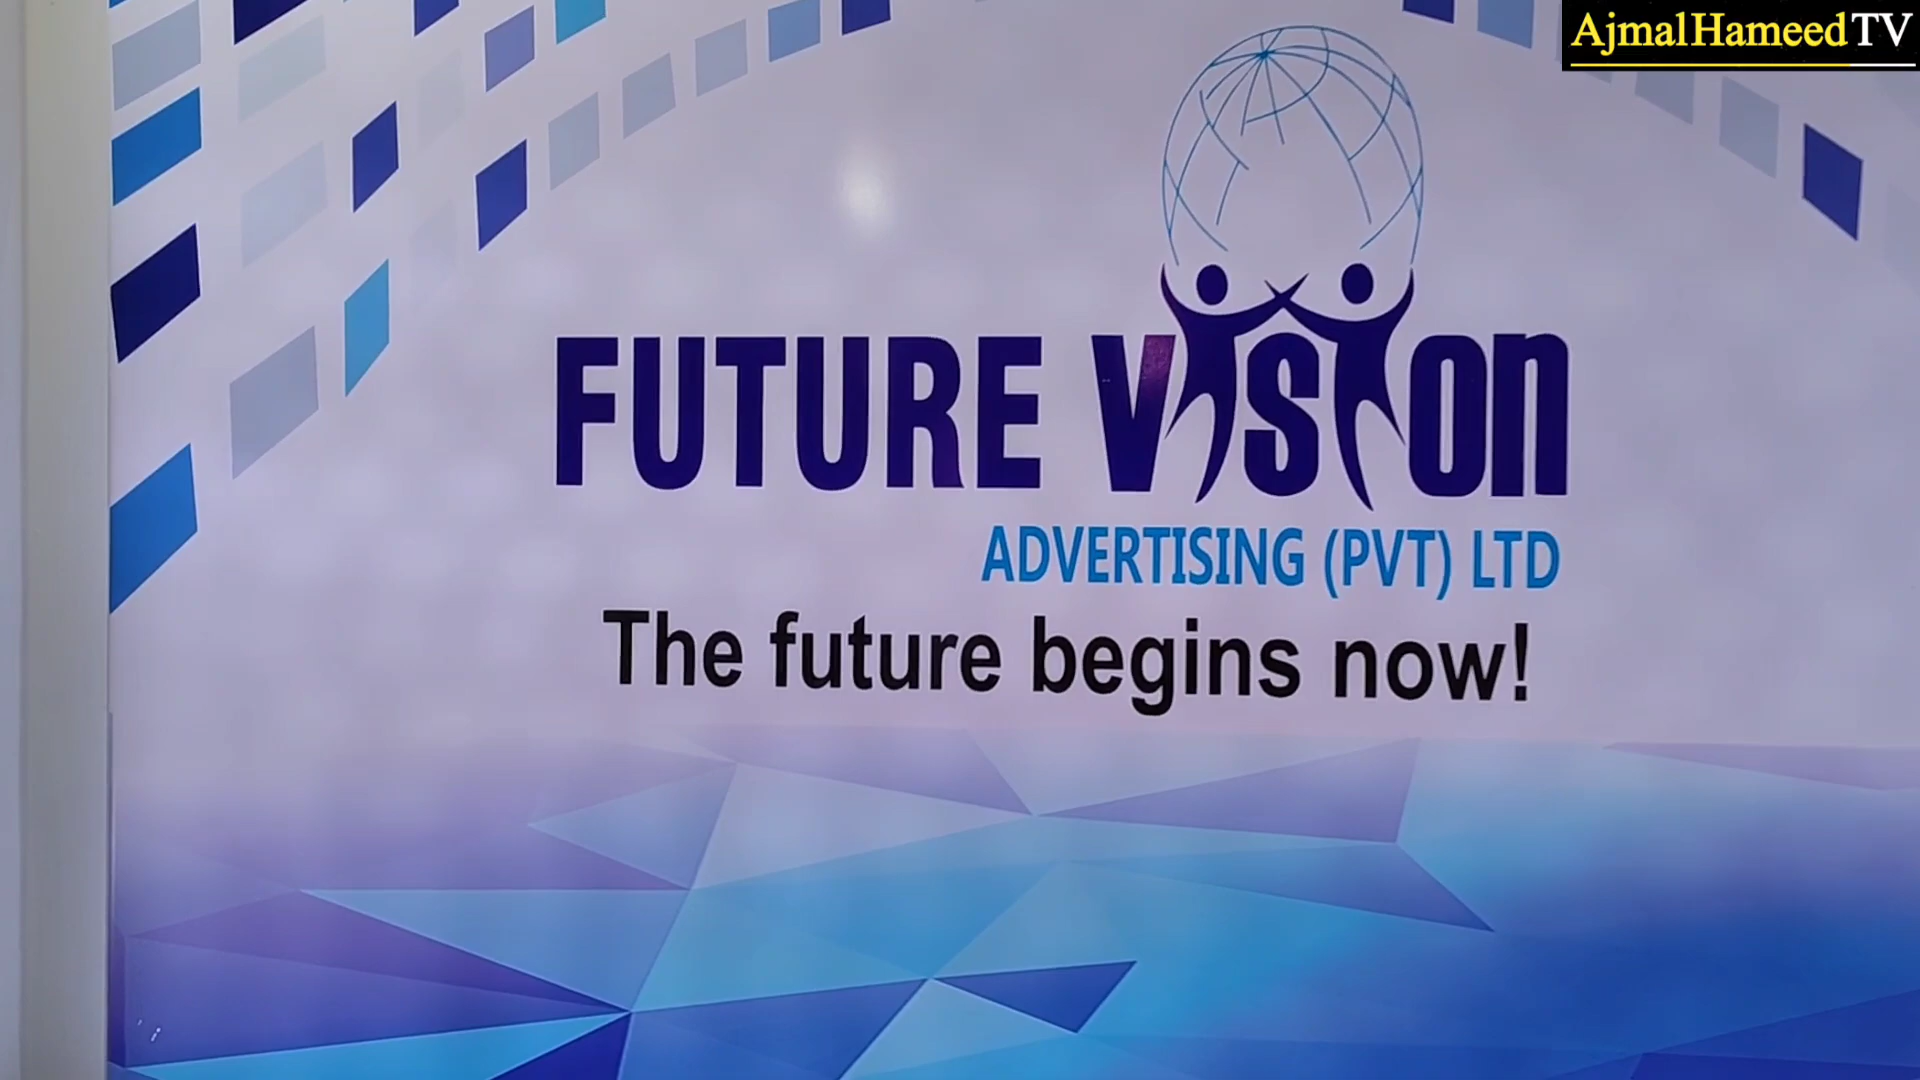 AjmalHameedTV
FUTURE VISION
ADVERTISING (PVT) LTD
The future begins now!